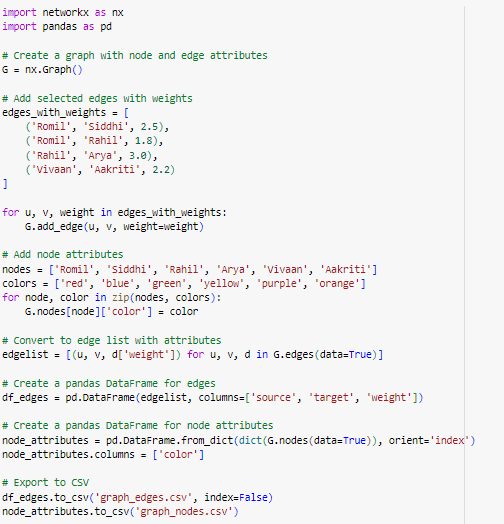 import networkx as nx
import pandas as pd
# Create a graph with node and edge attributes
G = nx.Graph()
# Add selected edges with weights
edges_with_weights = [
    ('Romil', 'Siddhi', 2.5),
    ('Romil', 'Rahil', 1.8),
    ('Rahil', 'Arya', 3.0),
    ('Vivaan', 'Aakriti', 2.2)
]
for u, v, weight in edges_with_weights:
    G.add_edge(u, v, weight=weight)
# Add node attributes
nodes = ['Romil', 'Siddhi', 'Rahil', 'Arya', 'Vivaan', 'Aakriti']
colors = ['red', 'blue', 'green', 'yellow', 'purple', 'orange']
for node, color in zip(nodes, colors):
    G.nodes[node]['color'] = color
# Convert to edge list with attributes
edgelist = [(u, v, d['weight']) for u, v, d in G.edges(data=True)]
# Create a pandas DataFrame for edges
df_edges = pd.DataFrame(edgelist, columns=['source', 'target', 'weight'])
# Create a pandas DataFrame for node attributes
node_attributes = pd.DataFrame.from_dict(dict(G.nodes(data=True)), orient='index')
node_attributes.columns = ['color']
# Export to CSV
df_edges.to_csv('graph_edges.csv', index=False)
node_attributes.to_csv('graph_nodes.csv')